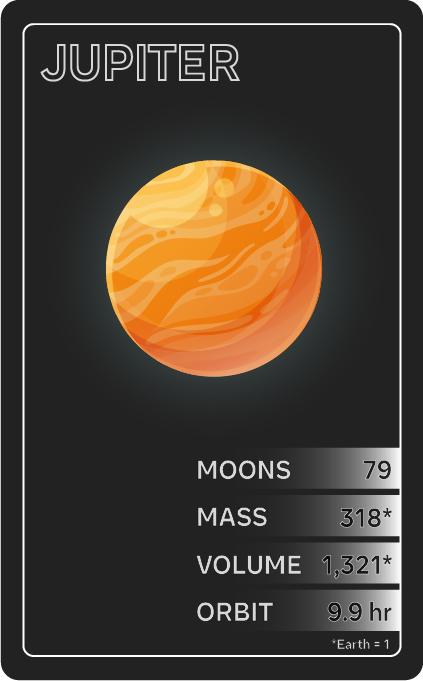 JUPITER
MOONS 79
MASS 318*
VOLUME 1,321*
ORBIT 9.9 hr
*Earth = 1